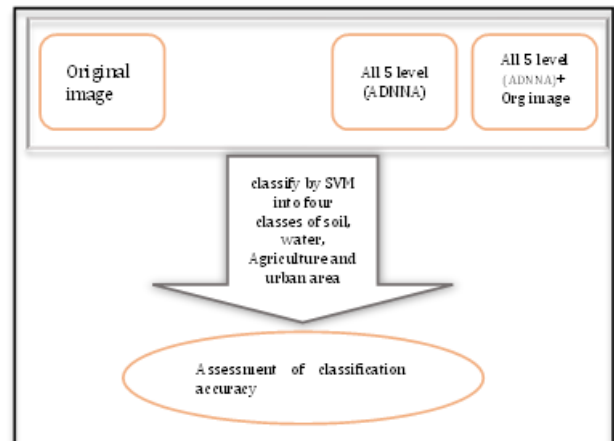 Original
image
All 5 level
(ADNNA)
All 5 level
(ADNNA)+
Org image
classify by SVM
into four
classes of soil,
water,
Agriculture and
urban area
Assessment of classification
accuracy